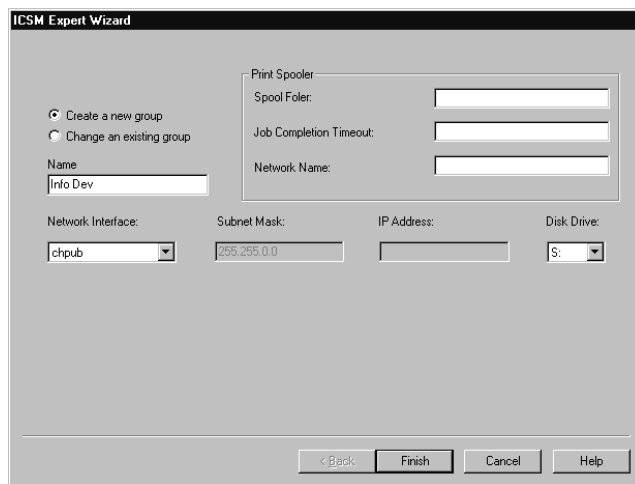 ICSM Expert Wizard
Print Spooler
Spool Foler:
Create a new group
Job Completion Timeout:
Change an existing group
Name
Network Name:
Info Dev
Network Interface: Subnet Mask: IP Address: Disk Drive:
chpub 255.255.0.0 S:
< Back Finish Cancel Help